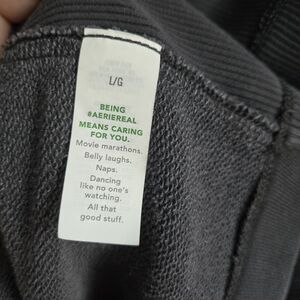 L/G
BEING
#AERIEREAL
MEANS CARING
FOR YOU.
Movie marathons.
Belly laughs.
Naps.
Dancing
like no one's
watching.
All that
good stuff.